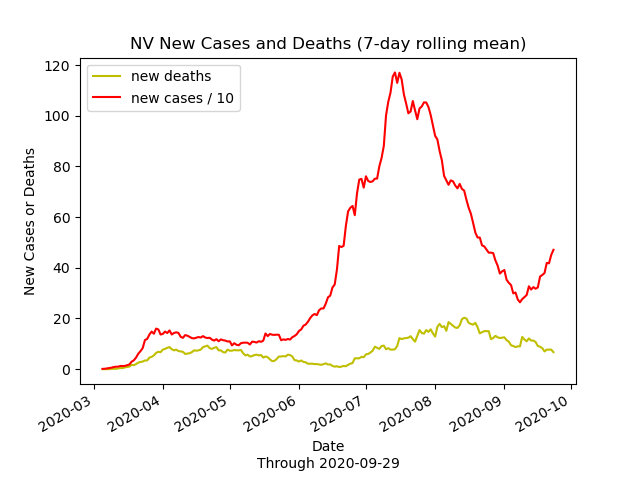 NV New Cases and Deaths (7-day rolling mean)
new deaths
new cases / 10
New Cases or Deaths
120
100
80
60
40
20
0
2020-03
2020-04
2020-05
2020-06
2020-07
2020-08
2020-09
2020-10
Date
Through 2020-09-29